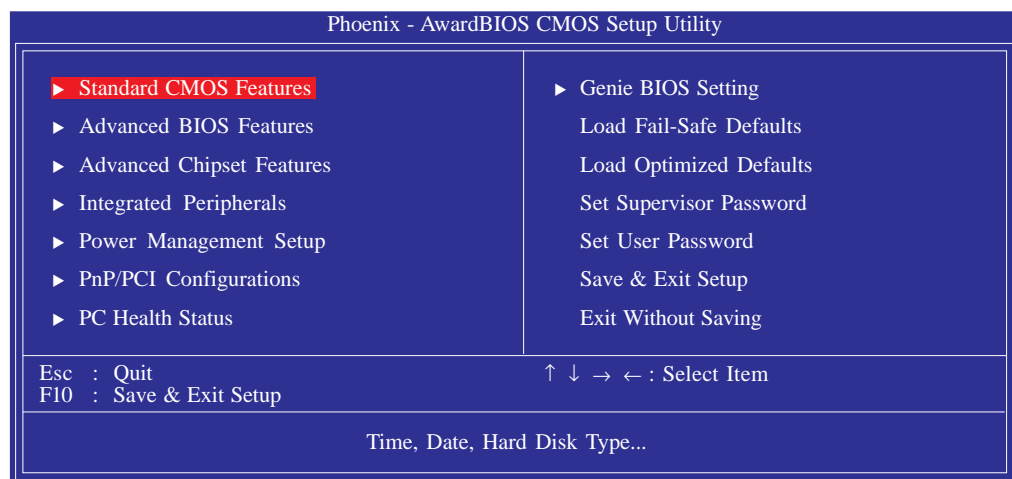 Phoenix - AwardBIOS CMOS Setup Utility
▶ Standard CMOS Features
▶ Advanced BIOS Features
▶ Advanced Chipset Features
▶ Integrated Peripherals
▶ Power Management Setup
▶ PnP/PCI Configurations
▶ PC Health Status
▶ Genie BIOS Setting
Load Fail-Safe Defaults
Load Optimized Defaults
Set Supervisor Password
Set User Password
Save & Exit Setup
Exit Without Saving
Esc : Quit
F10 : Save & Exit Setup
↑ ↓ → ← : Select Item
Time, Date, Hard Disk Type...